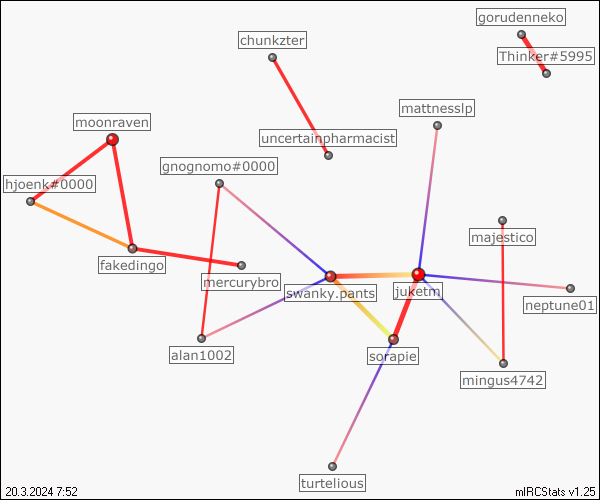 gorudenneko
chunkzter
Thinker#5995
mattnesslp
moonraven
uncertainpharmacist
gnognomo#0000
hjoenk#0000
majestico
fakedingo
mercurybro
swanky.pants
juketm
neptune01
alan1002
sorapie
mingus4742
turtelious
20.3.2024 7:52
mIRCStats v1.25